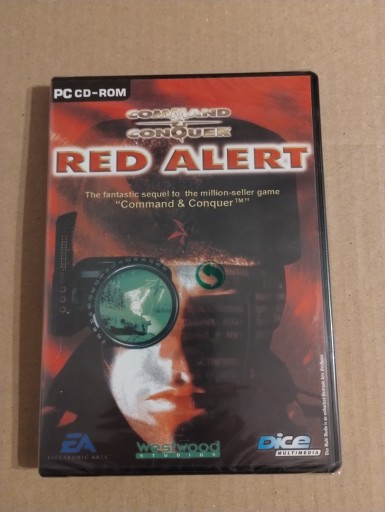 PC CD-ROM
COMMAND
CONQUER
RED ALERT
The fantastic sequel to the million-seller game
"Command & Conquer™"
EA
ELECTRONIC ARTS
westwood
STUDIOS
Dice
MULTIMEDIA